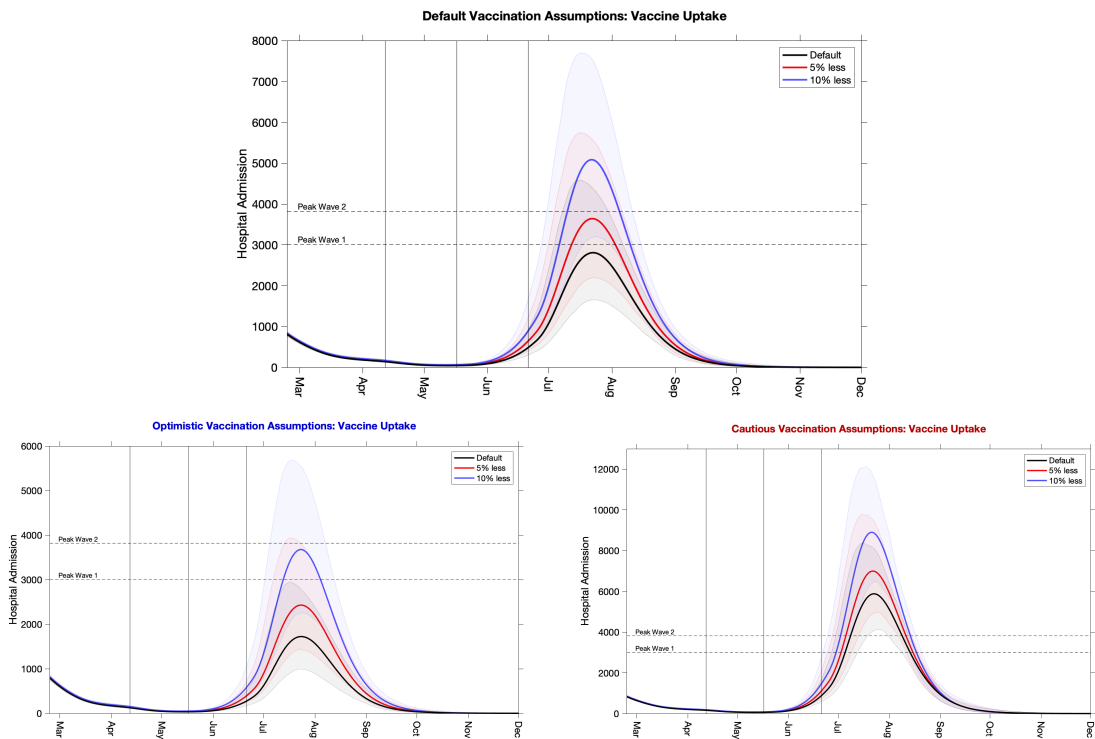 Default Vaccination Assumptions: Vaccine Uptake
8000
7000
6000
5000
4000
3000
2000
1000
0
Hospital Admission
Peak Wave 2
Peak Wave 1
Default
5% less
10% less
Mar
Apr
May
Jun
Jul
Aug
Sep
Oct
Nov
Dec
Optimistic Vaccination Assumptions: Vaccine Uptake
6000
5000
4000
3000
2000
1000
0
Hospital Admission
Peak Wave 2
Peak Wave 1
Default
5% less
10% less
Mar
Apr
May
Jun
Jul
Aug
Sep
Oct
Nov
Dec
Cautious Vaccination Assumptions: Vaccine Uptake
12000
10000
8000
6000
4000
2000
0
Hospital Admission
Peak Wave 2
Peak Wave 1
Default
5% less
10% less
Mar
Apr
May
Jun
Jul
Aug
Sep
Oct
Nov
Dec